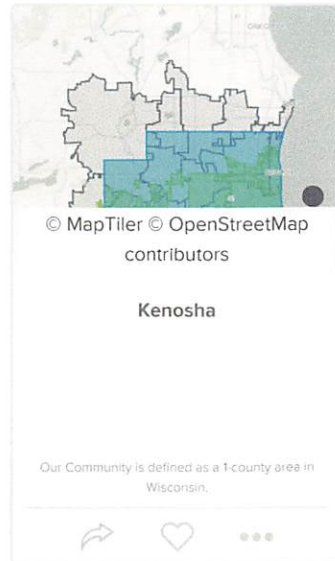 © MapTiler © OpenStreetMap
contributors
Kenosha
Our Community is defined as a 1-county area in
Wisconsin.